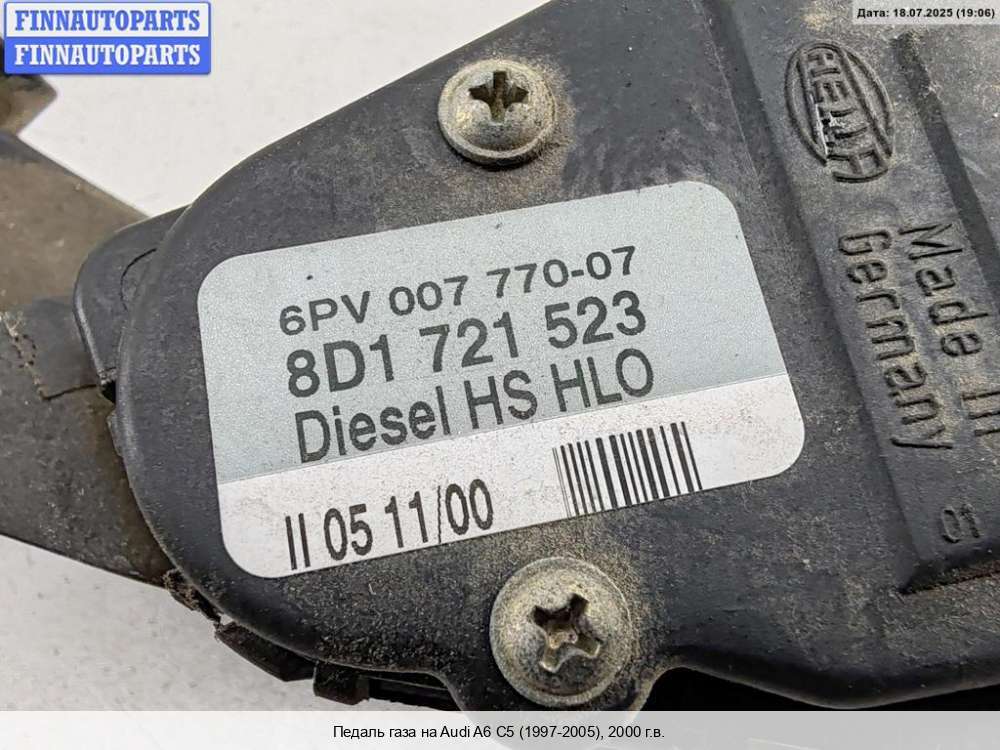 FINNAUTOPARTS
FINNAUTOPARTS
Дата: 18.07.2025 (19:06)
HELLA
Made in
Germany
6PV 007 770-07
8D1 721 523
Diesel HS HLO
II 05 11/00
Педаль газа на Audi A6 C5 (1997-2005), 2000 г.в.